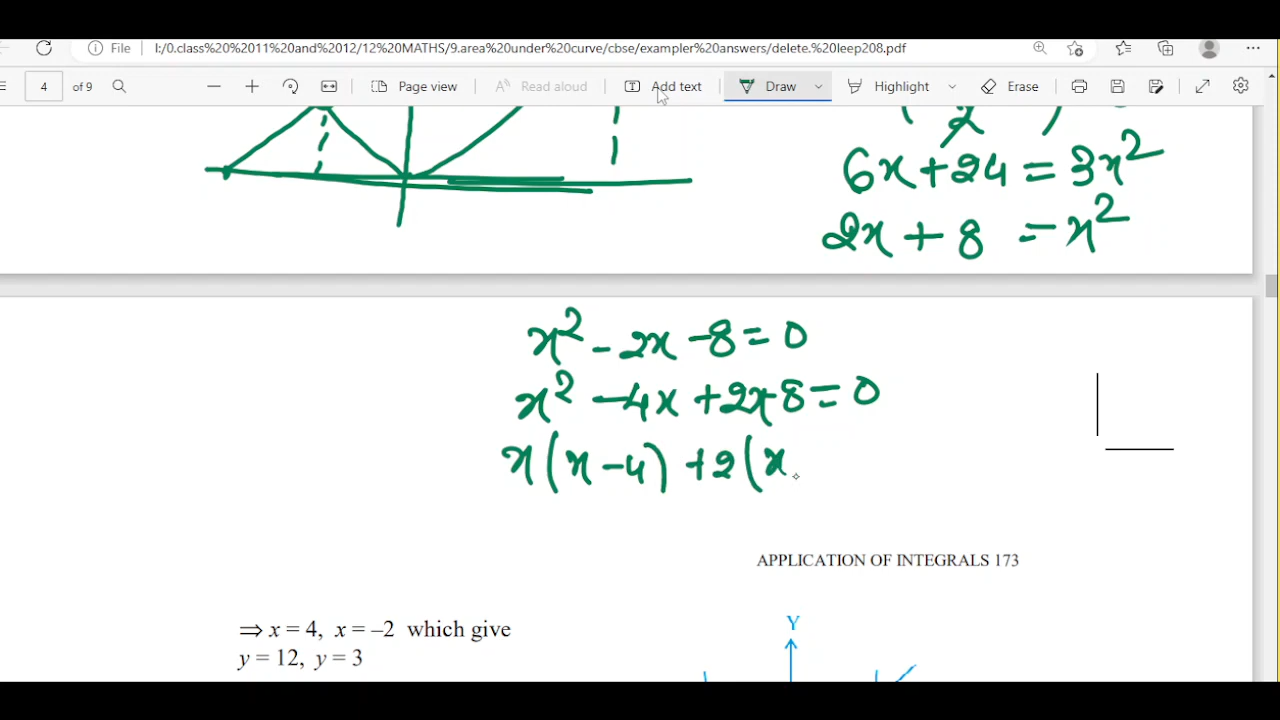 File
I:/0.class%20%2011%20and%2012/12%20MATHS/9.area%20under%20curve/cbse/exampler%20answers/delete.%20leep208.pdf
4 of 9
Page view
Read aloud
Add text
Draw
Highlight
Erase
2
6x+24 = 3x²
2x + 8 = x²
x² - 2x - 8 = 0
x² - 4x + 2x-8 = 0
x(x-4) +2(x
APPLICATION OF INTEGRALS 173
⇒ x = 4, x = –2 which give
y = 12, y = 3
Y